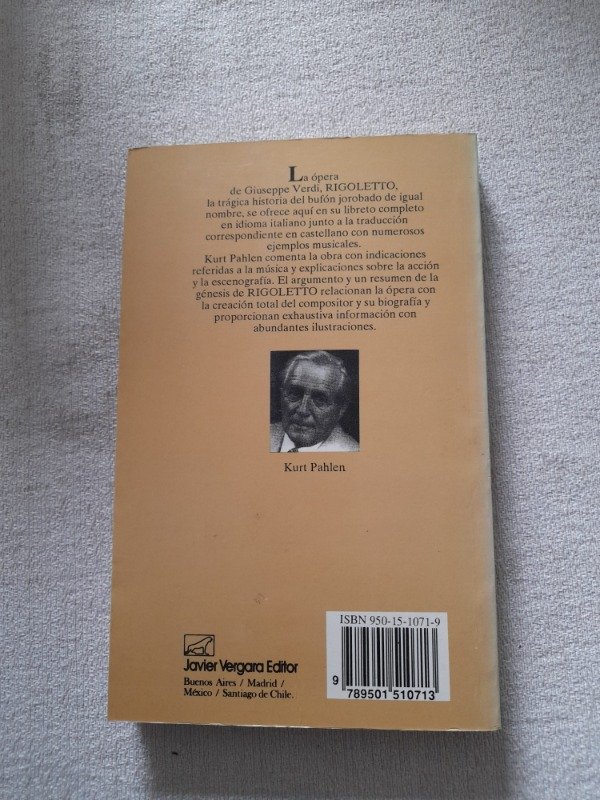 La ópera
de Giuseppe Verdi, RIGOLETTO,
la trágica historia del bufón jorobado de igual
nombre, se ofrece aquí en su libreto completo
en idioma italiano junto a la traducción
correspondiente en castellano con numerosos
ejemplos musicales.
Kurt Pahlen comenta la obra con indicaciones
referidas a la música y explicaciones sobre la acción
y la escenografía. El argumento y un resumen de la
génesis de RIGOLETTO relacionan la ópera con
la creación total del compositor y su biografía y
proporcionan exhaustiva información con
abundantes ilustraciones.
Kurt Pahlen
Javier Vergara Editor
Buenos Aires / Madrid /
México / Santiago de Chile.
ISBN 950-15-1071-9
9 789501 510713